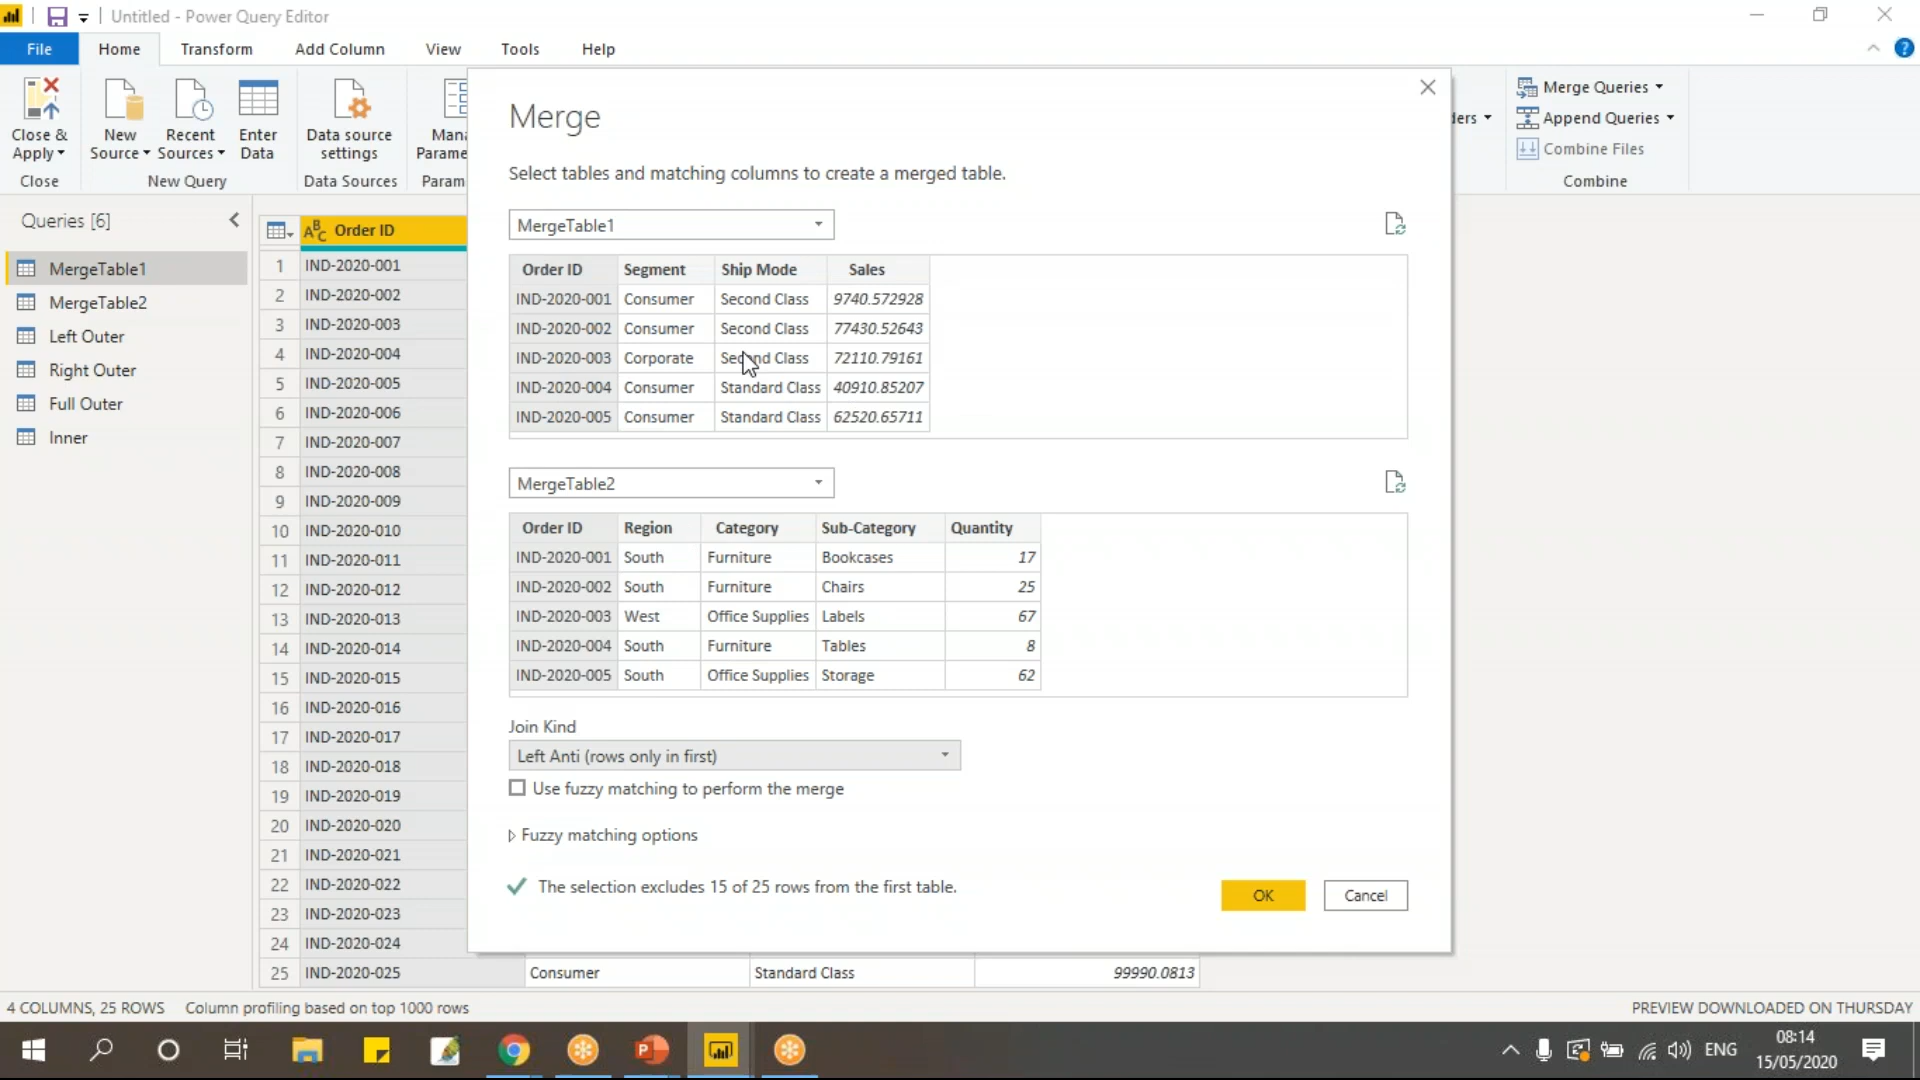 Untitled - Power Query Editor
File Home Transform Add Column View Tools Help
Close & Apply
New Source
Recent Sources
Enter Data
Data source settings
Close
New Query
Data Sources
Merge Queries
Append Queries
Combine Files
Combine
Queries [6]
MergeTable1
MergeTable2
Left Outer
Right Outer
Full Outer
Inner
Order ID
1 IND-2020-001
2 IND-2020-002
3 IND-2020-003
4 IND-2020-004
5 IND-2020-005
6 IND-2020-006
7 IND-2020-007
8 IND-2020-008
9 IND-2020-009
10 IND-2020-010
11 IND-2020-011
12 IND-2020-012
13 IND-2020-013
14 IND-2020-014
15 IND-2020-015
16 IND-2020-016
17 IND-2020-017
18 IND-2020-018
19 IND-2020-019
20 IND-2020-020
21 IND-2020-021
22 IND-2020-022
23 IND-2020-023
24 IND-2020-024
25 IND-2020-025 Consumer Standard Class 99990.0813
Merge
Select tables and matching columns to create a merged table.
MergeTable1
Order ID Segment Ship Mode Sales
IND-2020-001 Consumer Second Class 9740.572928
IND-2020-002 Consumer Second Class 77430.52643
IND-2020-003 Corporate Second Class 72110.79161
IND-2020-004 Consumer Standard Class 40910.85207
IND-2020-005 Consumer Standard Class 62520.65711
MergeTable2
Order ID Region Category Sub-Category Quantity
IND-2020-001 South Furniture Bookcases 17
IND-2020-002 South Furniture Chairs 25
IND-2020-003 West Office Supplies Labels 67
IND-2020-004 South Furniture Tables 8
IND-2020-005 South Office Supplies Storage 62
Join Kind
Left Anti (rows only in first)
Use fuzzy matching to perform the merge
Fuzzy matching options
The selection excludes 15 of 25 rows from the first table.
OK Cancel
4 COLUMNS, 25 ROWS Column profiling based on top 1000 rows PREVIEW DOWNLOADED ON THURSDAY
ENG
08:14
15/05/2020